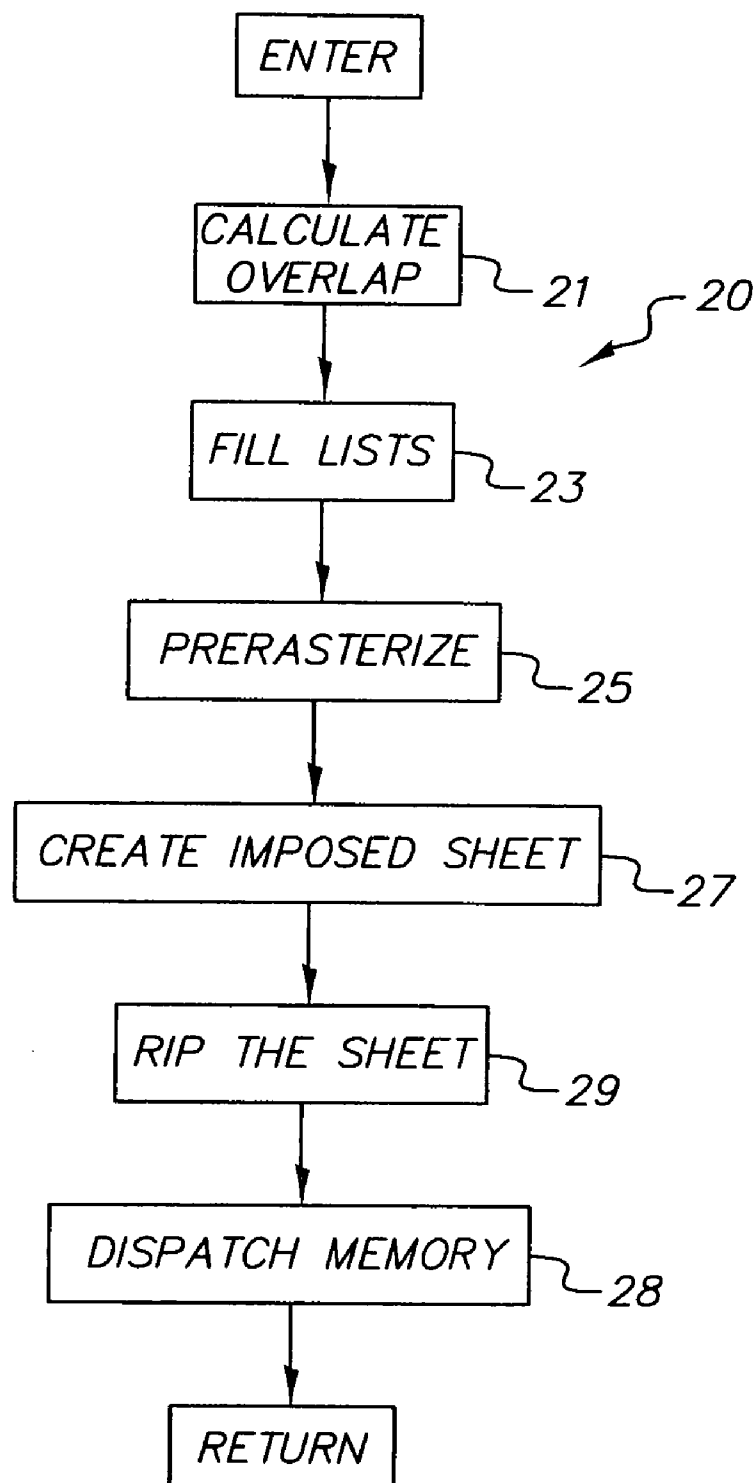 ENTER
CALCULATE
OVERLAP
21
20
FILL LISTS
23
PRERASTERIZE
25
CREATE IMPOSED SHEET
27
RIP THE SHEET
29
DISPATCH MEMORY
28
RETURN